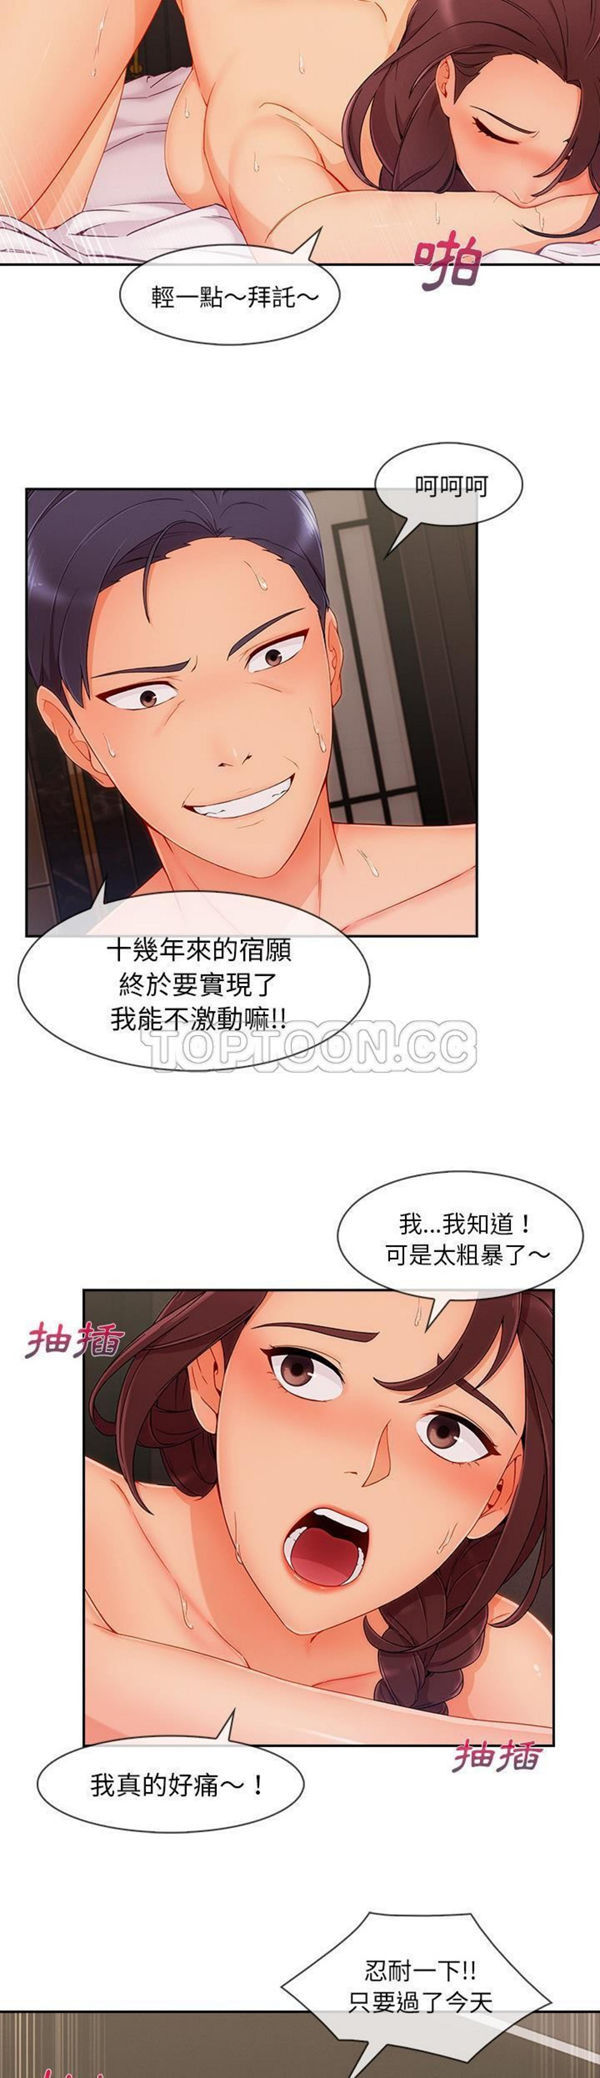 啪
輕一點～拜託～
呵呵呵
十幾年來的宿願
終於要實現了
我能不激動嘛!!
TOPTOON.CC
我...我知道！
可是太粗暴了～
抽插
抽插
我真的好痛～！
忍耐一下!!
只要過了今天